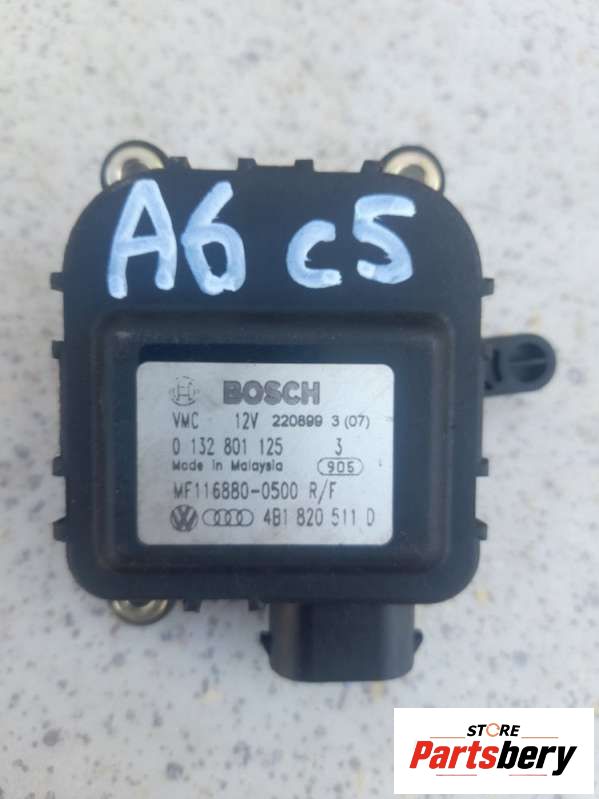 A6 c5
BOSCH
VMC 12V 220899 3 (07)
0 132 801 125 3
Made in Malaysia 905
MF116880-0500 R/F
4B1 820 511 D
STORE
Partsbery